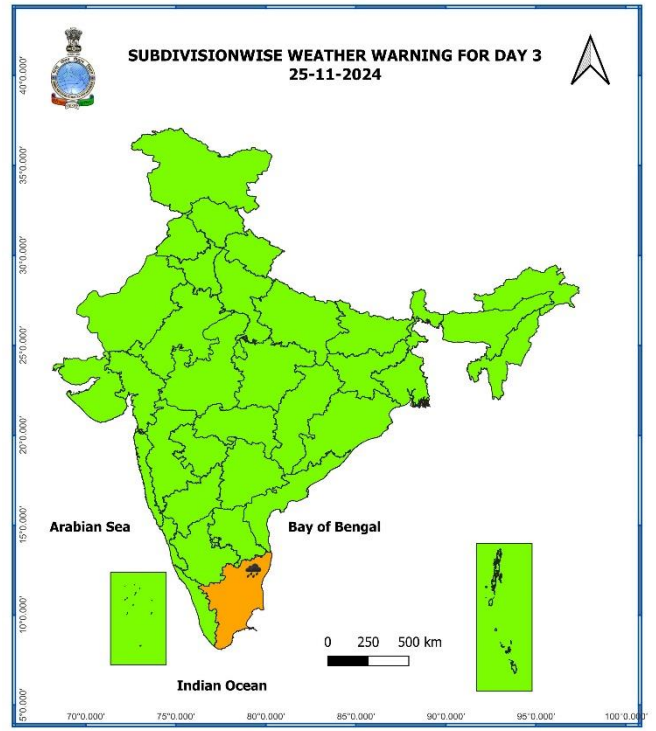 SUBDIVISIONWISE WEATHER WARNING FOR DAY 3
25-11-2024
40°0.000'
35°0.000'
30°0.000'
25°0.000'
20°0.000'
15°0.000'
10°0.000'
5°0.000'
Arabian Sea
Bay of Bengal
0 250 500 km
Indian Ocean
70°0.000' 75°0.000' 80°0.000' 85°0.000' 90°0.000' 95°0.000' 100°0.000'